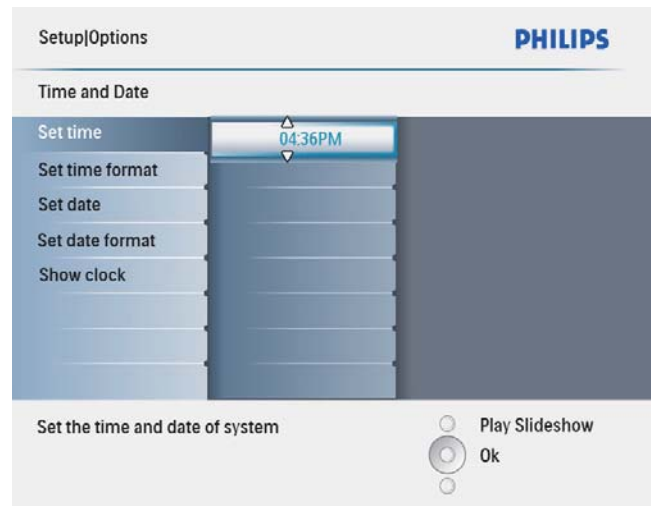 Setup|Options
PHILIPS
Time and Date
Set time
04:36PM
Set time format
Set date
Set date format
Show clock
Set the time and date of system
Play Slideshow
Ok